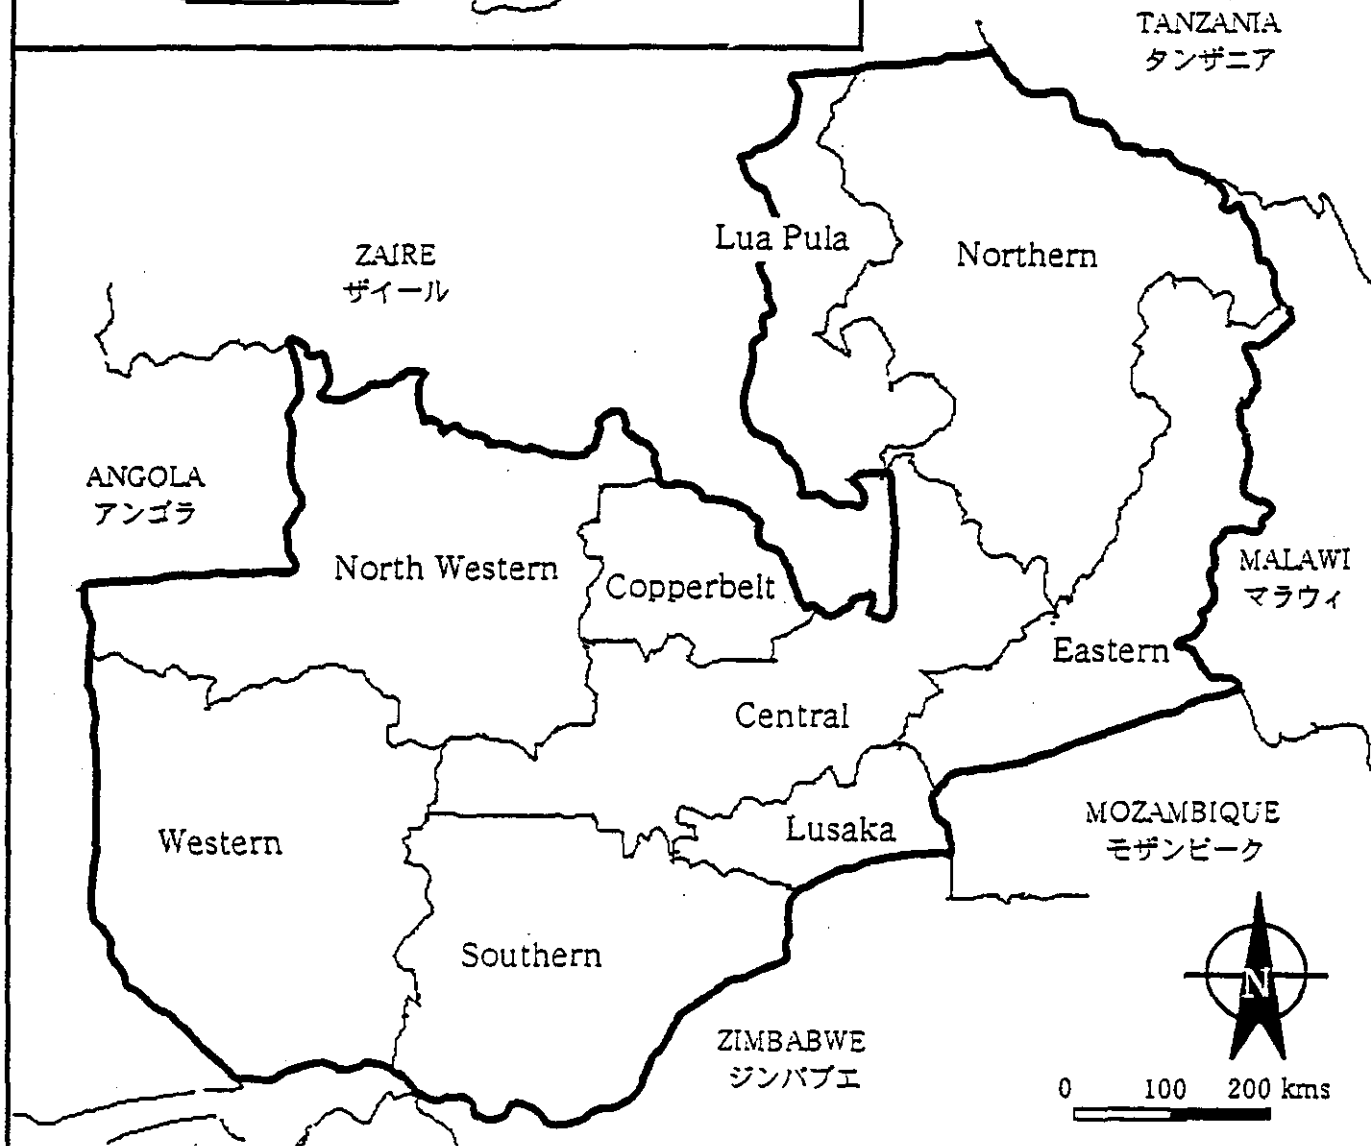 TANZANIA
タンザニア
Lua Pula
Northern
ZAIRE
ザイール
ANGOLA
アンゴラ
North Western
Copperbelt
MALAWI
マラウィ
Eastern
Central
Western
Lusaka
MOZAMBIQUE
モザンビーク
Southern
N
ZIMBABWE
ジンバブエ
0 100 200 kms